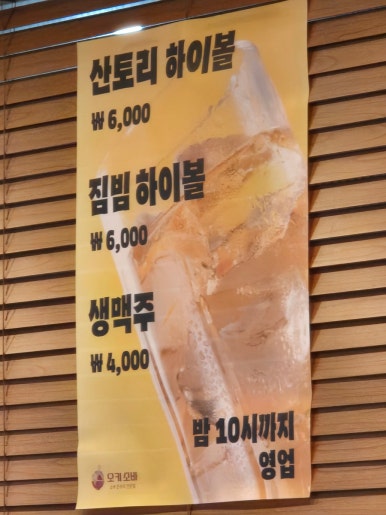 산토리 하이볼
₩ 6,000
짐빔 하이볼
₩ 6,000
생맥주
₩ 4,000
밤 10시까지
영업